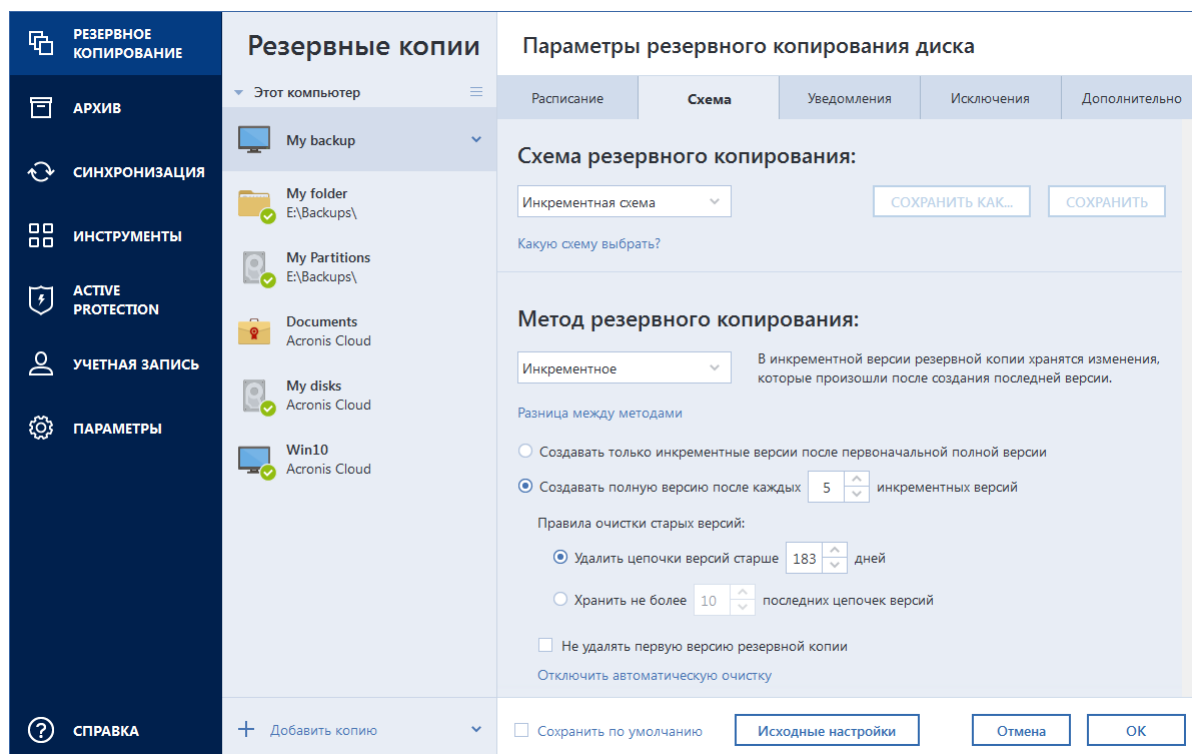 РЕЗЕРВНОЕ
КОПИРОВАНИЕ
АРХИВ
СИНХРОНИЗАЦИЯ
ИНСТРУМЕНТЫ
ACTIVE
PROTECTION
УЧЕТНАЯ ЗАПИСЬ
ПАРАМЕТРЫ
СПРАВКА
Резервные копии
Этот компьютер
My backup
My folder
E:\Backups\
My Partitions
E:\Backups\
Documents
Acronis Cloud
My disks
Acronis Cloud
Win10
Acronis Cloud
Добавить копию
Параметры резервного копирования диска
Расписание Схема Уведомления Исключения Дополнительно
Схема резервного копирования:
Инкрементная схема СОХРАНИТЬ КАК... СОХРАНИТЬ
Какую схему выбрать?
Метод резервного копирования:
Инкрементное
В инкрементной версии резервной копии хранятся изменения,
которые произошли после создания последней версии.
Разница между методами
Создавать только инкрементные версии после первоначальной полной версии
Создавать полную версию после каждых 5 инкрементных версий
Правила очистки старых версий:
Удалить цепочки версий старше 183 дней
Хранить не более 10 последних цепочек версий
Не удалять первую версию резервной копии
Отключить автоматическую очистку
Сохранить по умолчанию Исходные настройки Отмена OK